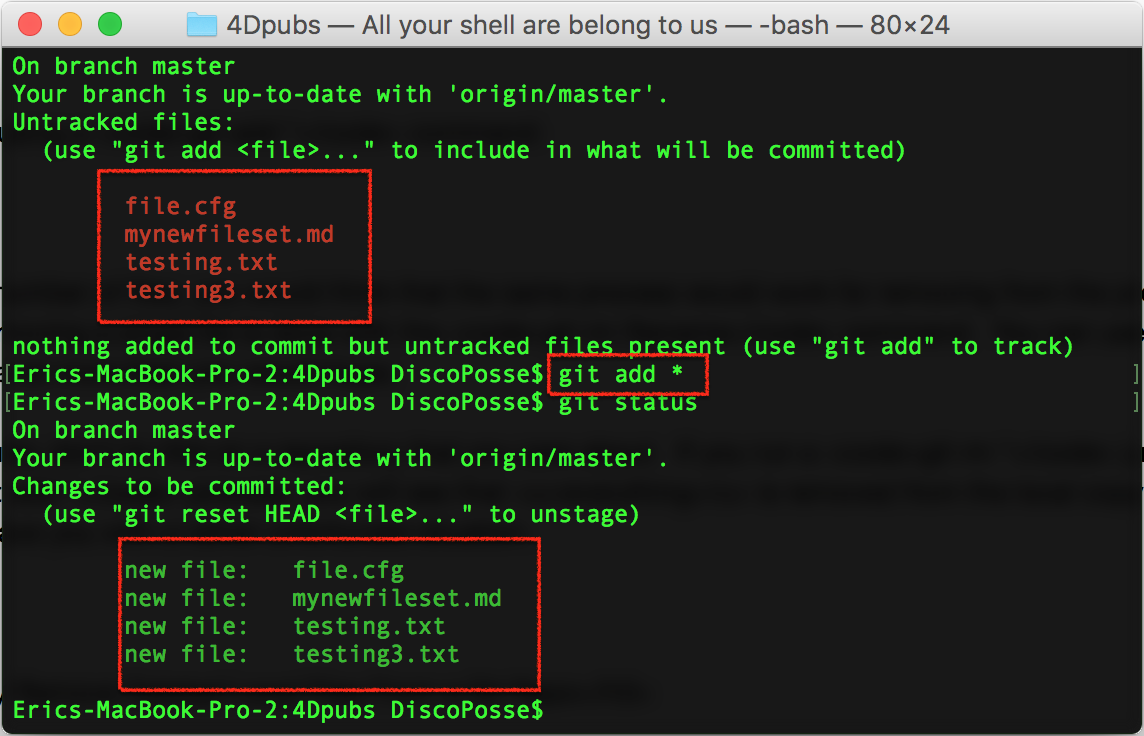 4Dpubs — All your shell are belong to us — -bash — 80×24
On branch master
Your branch is up-to-date with 'origin/master'.
Untracked files:
  (use "git add <file>..." to include in what will be committed)
file.cfg
mynewfileset.md
testing.txt
testing3.txt
nothing added to commit but untracked files present (use "git add" to track)
[Erics-MacBook-Pro-2:4Dpubs DiscoPosse$ git add * ]
[Erics-MacBook-Pro-2:4Dpubs DiscoPosse$ git status ]
On branch master
Your branch is up-to-date with 'origin/master'.
Changes to be committed:
  (use "git reset HEAD <file>..." to unstage)
new file:   file.cfg
new file:   mynewfileset.md
new file:   testing.txt
new file:   testing3.txt
Erics-MacBook-Pro-2:4Dpubs DiscoPosse$